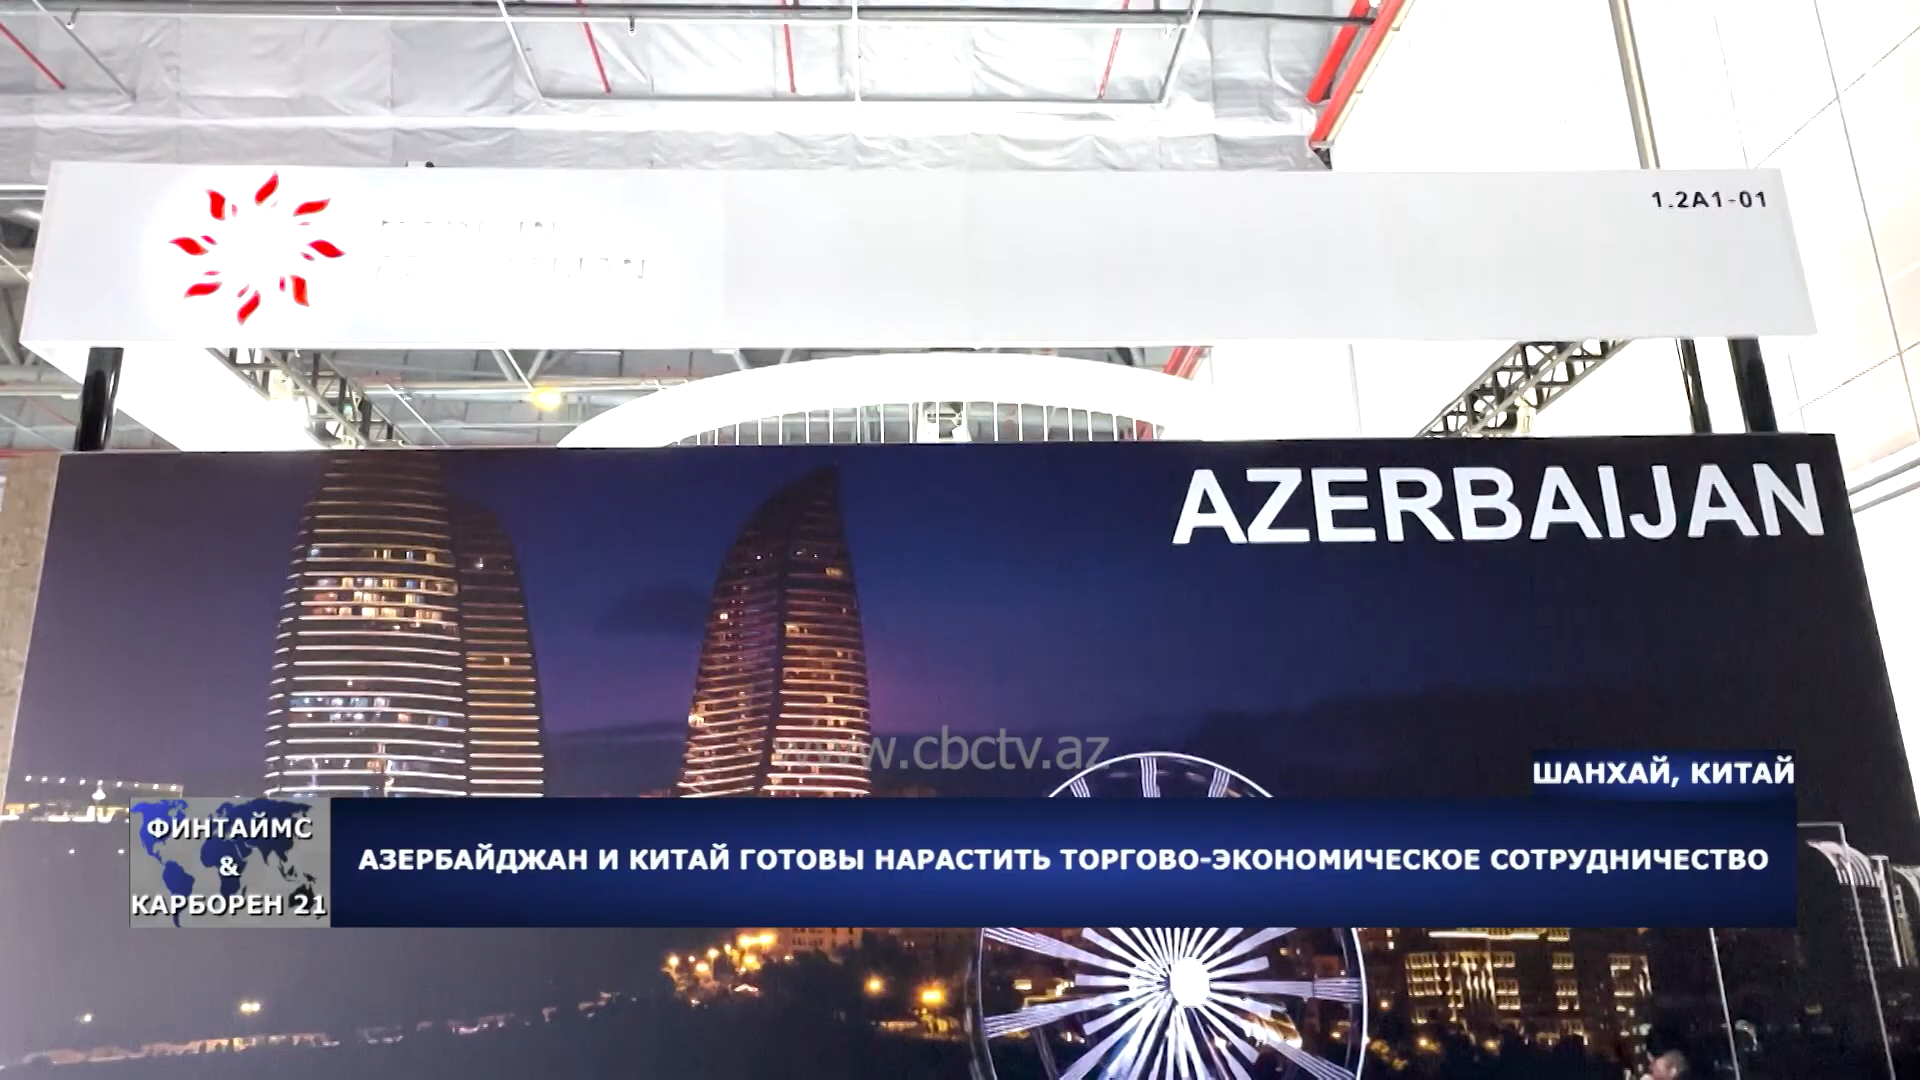 1.2A1-01
AZERBAIJAN
www.cbctv.az
ШАНХАЙ, КИТАЙ
ФИНТАЙМС
&
КАРБОРЕН 21
АЗЕРБАЙДЖАН И КИТАЙ ГОТОВЫ НАРАСТИТЬ ТОРГОВО-ЭКОНОМИЧЕСКОЕ СОТРУДНИЧЕСТВО